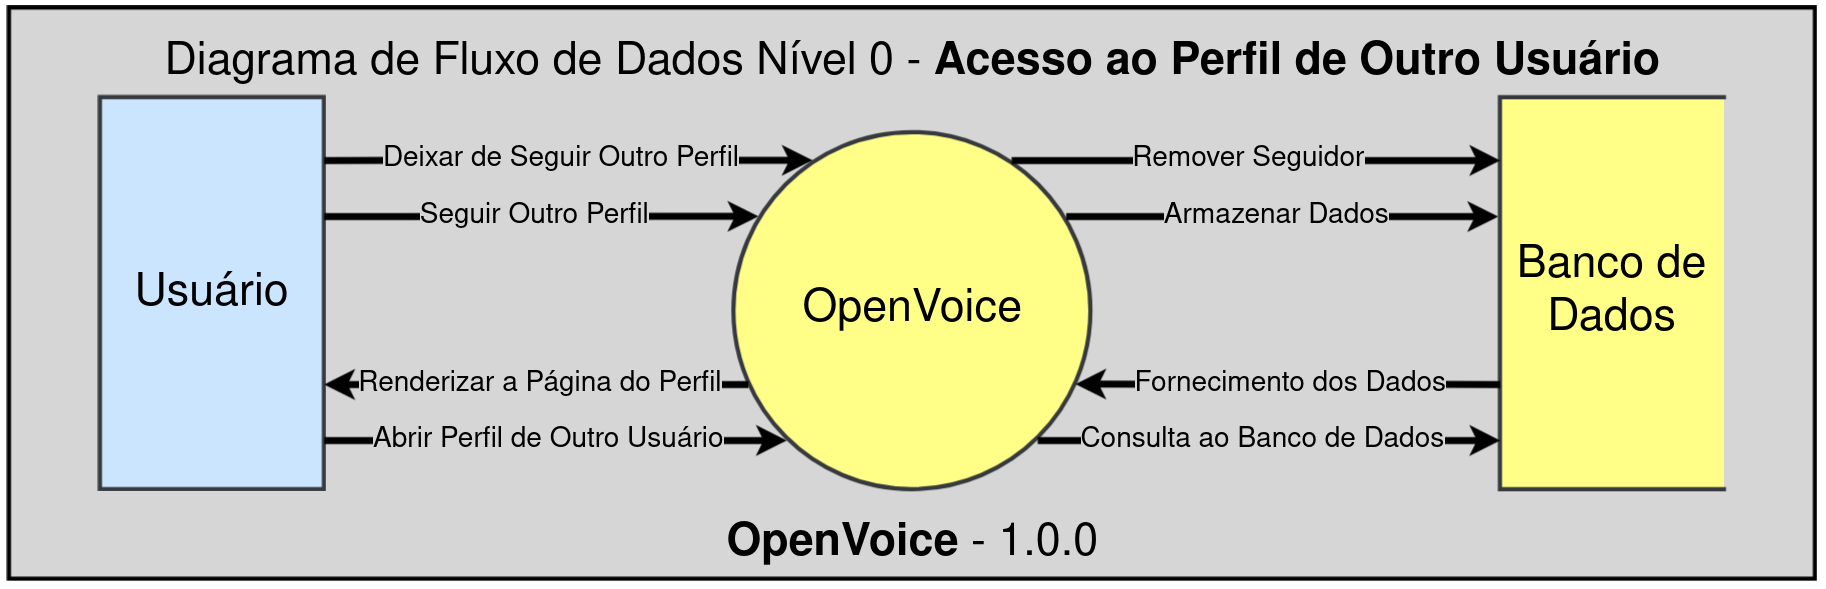 Diagrama de Fluxo de Dados Nível 0 - Acesso ao Perfil de Outro Usuário
Usuário
Deixar de Seguir Outro Perfil
Seguir Outro Perfil
Renderizar a Página do Perfil
Abrir Perfil de Outro Usuário
OpenVoice
Remover Seguidor
Armazenar Dados
Fornecimento dos Dados
Consulta ao Banco de Dados
Banco de
Dados
OpenVoice - 1.0.0